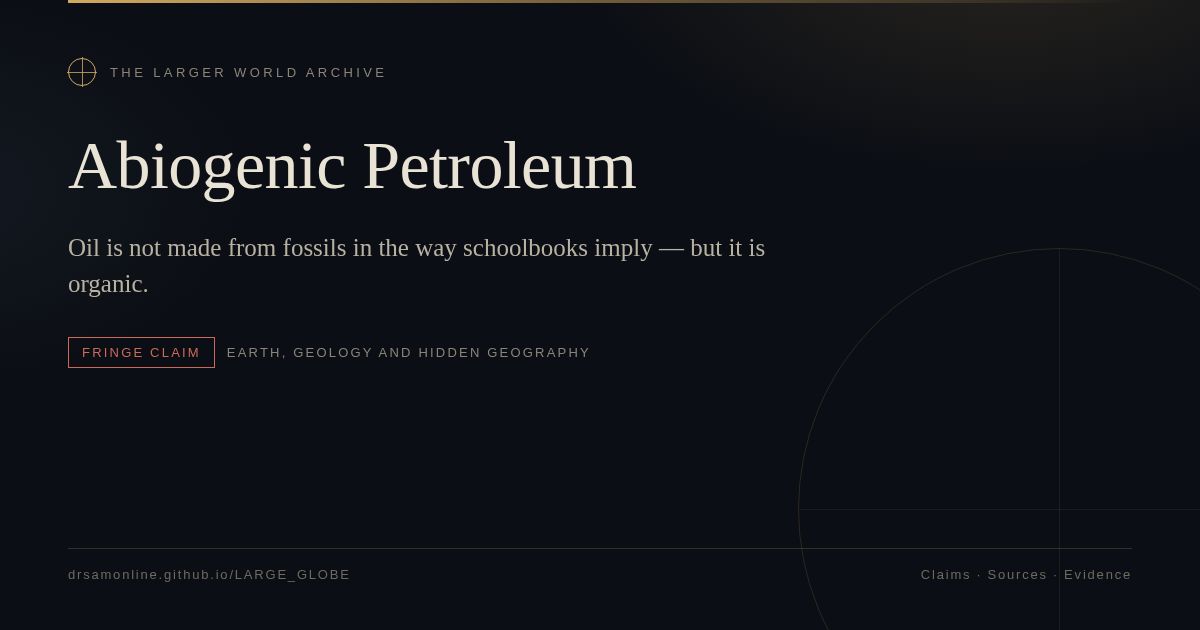 THE LARGER WORLD ARCHIVE
Abiogenic Petroleum
Oil is not made from fossils in the way schoolbooks imply — but it is
organic.
FRINGE CLAIM EARTH, GEOLOGY AND HIDDEN GEOGRAPHY
drsamonline.github.io/LARGE_GLOBE Claims · Sources · Evidence